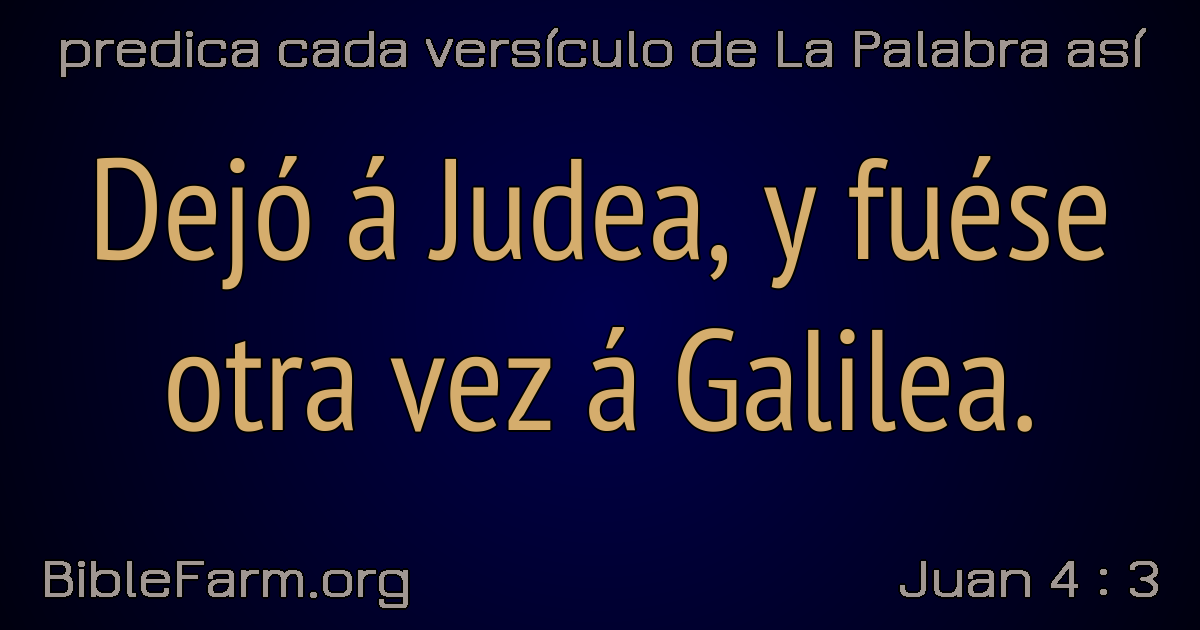 predica cada versículo de La Palabra así
Dejó á Judea, y fuése
otra vez á Galilea.
BibleFarm.org
Juan 4 : 3